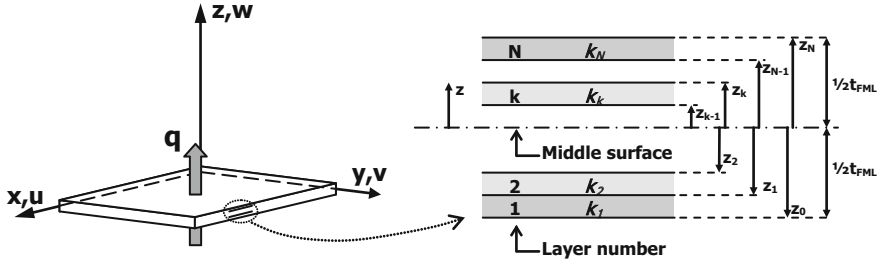 z,w
q
x,u
y,v
N k_N
k k_k
z
Middle surface
2 k_2
1 k_1
Layer number
z_N
z_{N-1}
z_k
z_{k-1}
z_2
z_1
z_0
½t_FML
½t_FML